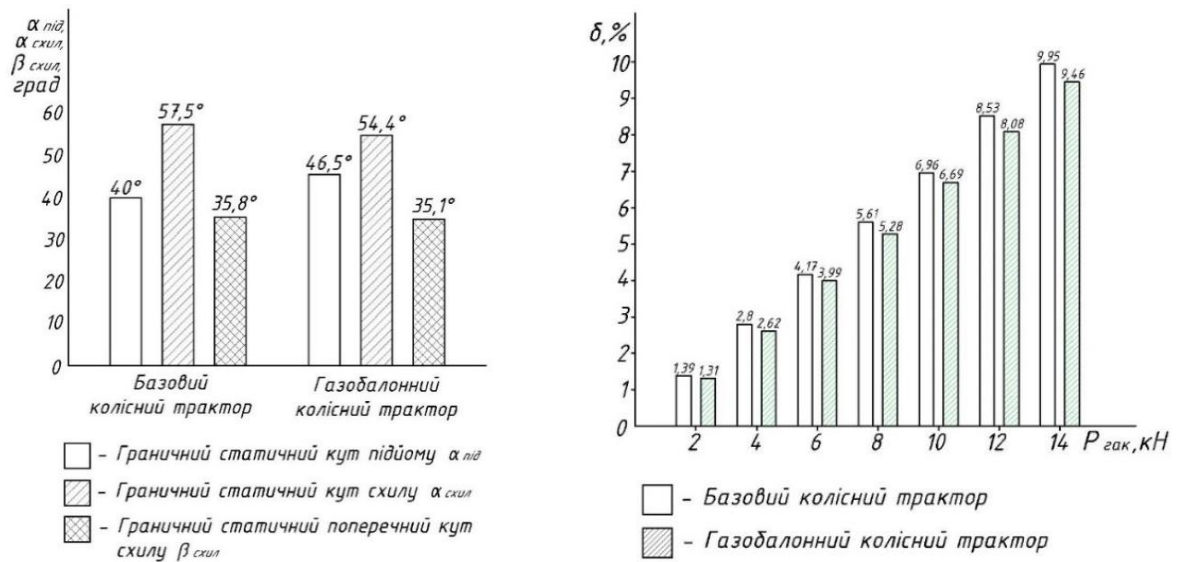 α під,
α схил,
β схил,
град
60
50
40
30
20
10
0
40°
57,5°
35,8°
46,5°
54,4°
35,1°
Базовий
колісний трактор
Газобалонний
колісний трактор
– Граничний статичний кут підйому α під
– Граничний статичний кут схилу α схил
– Граничний статичний поперечний кут
схилу β схил
δ,%
10
9
8
7
6
5
4
3
2
1
0
1,39 1,31
2,8 2,62
4,17 3,99
5,61 5,28
6,96 6,69
8,53 8,08
9,95 9,46
2 4 6 8 10 12 14 P гак,кН
– Базовий колісний трактор
– Газобалонний колісний трактор